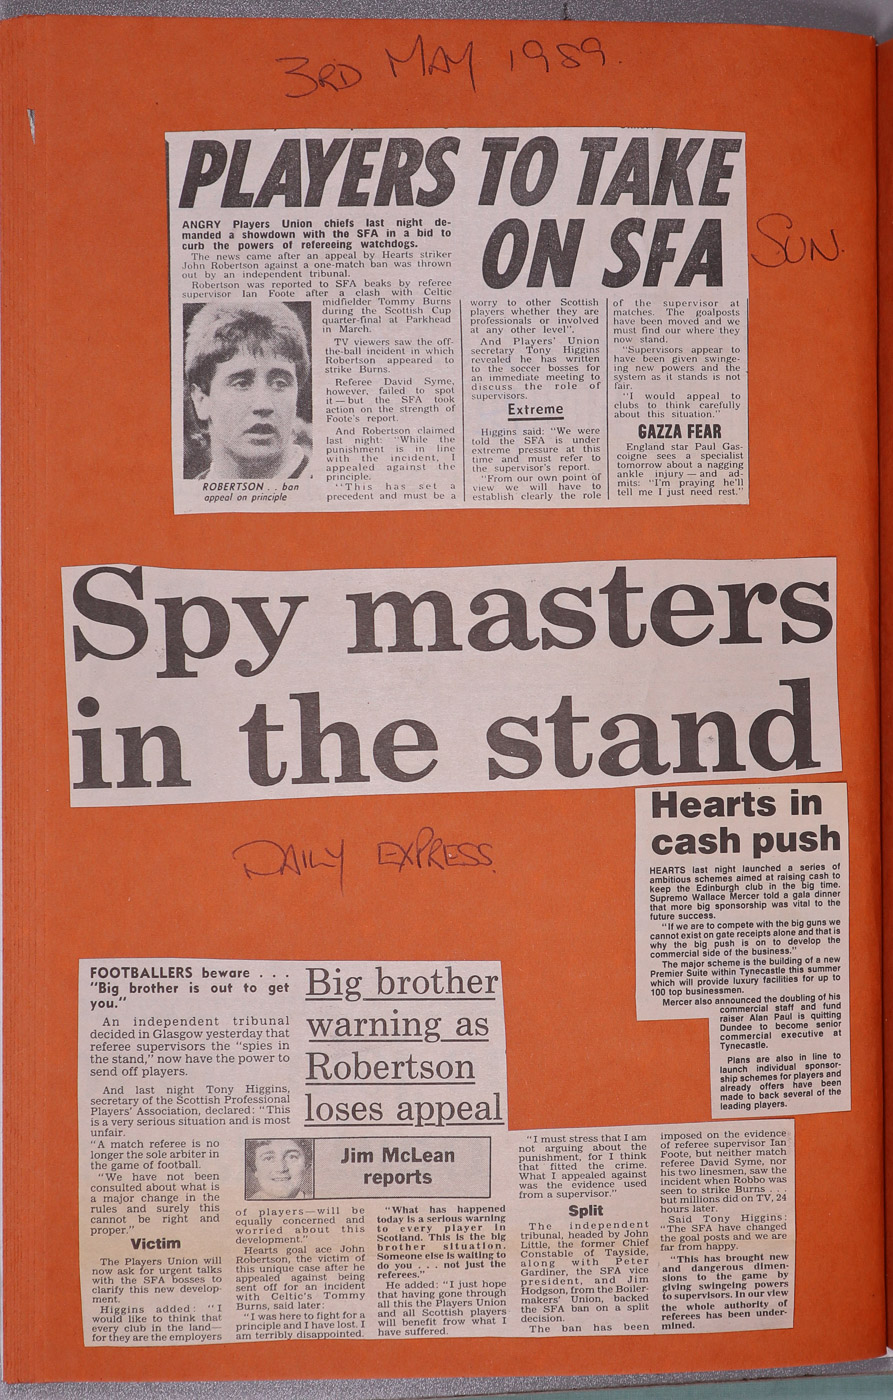 3RD MAY 1989.
PLAYERS TO TAKE
ON SFA
SUN.
ANGRY Players Union chiefs last night de-
manded a showdown with the SFA in a bid to
curb the powers of refereeing watchdogs.
The news came after an appeal by Hearts striker
John Robertson against a one-match ban was thrown
out by an independent tribunal.
Robertson was reported to SFA beaks by referee
supervisor Ian Foote after a clash with Celtic
midfielder Tommy Burns
during the Scottish Cup
quarter-final at Parkhead
in March.
TV viewers saw the off-
the-ball incident in which
Robertson appeared to
strike Burns.
Referee David Syme,
however, failed to spot
it — but the SFA took
action on the strength of
Foote's report.
And Robertson claimed
last night: "While the
punishment is in line
with the incident, I
appealed against the
principle.
"This has set a
precedent and must be a
ROBERTSON . . ban
appeal on principle
worry to other Scottish
players whether they are
professionals or involved
at any other level".
And Players' Union
secretary Tony Higgins
revealed he has written
to the soccer bosses for
an immediate meeting to
discuss the role of
supervisors.
Extreme
Higgins said: "We were
told the SFA is under
extreme pressure at this
time and must refer to
the supervisor's report.
"From our own point of
view we will have to
establish clearly the role
of the supervisor at
matches. The goalposts
have been moved and we
must find our where they
now stand.
"Supervisors appear to
have been given swinge-
ing new powers and the
system as it stands is not
fair.
"I would appeal to
clubs to think carefully
about this situation."
GAZZA FEAR
England star Paul Gas-
coigne sees a specialist
tomorrow about a nagging
ankle injury — and ad-
mits: "I'm praying he'll
tell me I just need rest."
Spy masters
in the stand
DAILY EXPRESS.
Hearts in
cash push
HEARTS last night launched a series of
ambitious schemes aimed at raising cash to
keep the Edinburgh club in the big time.
Supremo Wallace Mercer told a gala dinner
that more big sponsorship was vital to the
future success.
"If we are to compete with the big guns we
cannot exist on gate receipts alone and that is
why the big push is on to develop the
commercial side of the business."
The major scheme is the building of a new
Premier Suite within Tynecastle this summer
which will provide luxury facilities for up to
100 top businessmen.
Mercer also announced the doubling of his
commercial staff and fund
raiser Alan Paul is quitting
Dundee to become senior
commercial executive at
Tynecastle.
Plans are also in line to
launch individual sponsor-
ship schemes for players and
already offers have been
made to back several of the
leading players.
FOOTBALLERS beware . . .
"Big brother is out to get
you."
An independent tribunal
decided in Glasgow yesterday that
referee supervisors the "spies in
the stand," now have the power to
send off players.
And last night Tony Higgins,
secretary of the Scottish Professional
Players' Association, declared: "This
is a very serious situation and is most
unfair.
"A match referee is no
longer the sole arbiter in
the game of football.
"We have not been
consulted about what is
a major change in the
rules and surely this
cannot be right and
proper."
Victim
The Players Union will
now ask for urgent talks
with the SFA bosses to
clarify this new develop-
ment.
Higgins added: "I
would like to think that
every club in the land—
for they are the employers
Big brother
warning as
Robertson
loses appeal
Jim McLean
reports
of players—will be
equally concerned and
worried about this
development."
Hearts goal ace John
Robertson, the victim of
this unique case after he
appealed against being
sent off for an incident
with Celtic's Tommy
Burns, said later:
"I was here to fight for a
principle and I have lost. I
am terribly disappointed.
"What has happened
today is a serious warning
to every player in
Scotland. This is the big
brother situation.
Someone else is waiting to
do you . . . not just the
referees."
He added: "I just hope
that having gone through
all this the Players Union
and all Scottish players
will benefit frow what I
have suffered.
"I must stress that I am
not arguing about the
punishment, for I think
that fitted the crime.
What I appealed against
was the evidence used
from a supervisor."
Split
The independent
tribunal, headed by John
Little, the former Chief
Constable of Tayside,
along with Peter
Gardiner, the SFA vice
president, and Jim
Hodgson, from the Boiler-
makers' Union, backed
the SFA ban on a split
decision.
The ban has been
imposed on the evidence
of referee supervisor Ian
Foote, but neither match
referee David Syme, nor
his two linesmen, saw the
incident when Robbo was
seen to strike Burns . . .
but millions did on TV, 24
hours later.
Said Tony Higgins:
"The SFA have changed
the goal posts and we are
far from happy.
"This has brought new
and dangerous dimen-
sions to the game by
giving swingeing powers
to supervisors. In our view
the whole authority of
referees has been under-
mined.